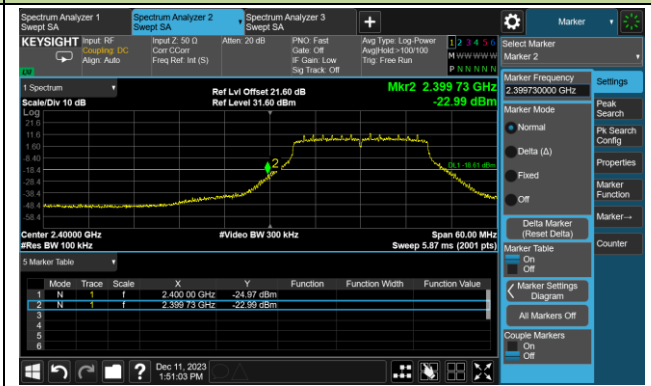 Spectrum Analyzer 1
Swept SA
Spectrum Analyzer 2
Swept SA
Spectrum Analyzer 3
Swept SA
+
Marker
KEYSIGHT
Input: RF
Coupling: DC
Align: Auto
Input Z: 50 Ω
Corr CCorr
Freq Ref: Int (S)
Atten: 20 dB
PNO: Fast
Gate: Off
IF Gain: Low
Sig Track: Off
Avg Type: Log-Power
Avg|Hold:>100/100
Trig: Free Run
1 2 3 4 5 6
M W W W W W
P N N N N N
Select Marker
Marker 2
LXI
1 Spectrum
Scale/Div 10 dB
Ref Lvl Offset 21.60 dB
Ref Level 31.60 dBm
Mkr2 2.399 73 GHz
-22.99 dBm
Log
21.6
11.6
1.60
-8.40
-18.4
-28.4
-38.4
-48.4
-58.4
2
DL1 -16.61 dBm
Center 2.40000 GHz
#Res BW 100 kHz
#Video BW 300 kHz
Span 60.00 MHz
Sweep 5.87 ms (2001 pts)
5 Marker Table
Mode Trace Scale X Y Function Function Width Function Value
1 N 1 f 2.400 00 GHz -24.97 dBm
2 N 1 f 2.399 73 GHz -22.99 dBm
3
4
5
6
Marker Frequency
2.399730000 GHz
Marker Mode
Normal
Delta (Δ)
Fixed
Off
Delta Marker
(Reset Delta)
Marker Table
On
Off
Marker Settings
Diagram
All Markers Off
Couple Markers
On
Off
Settings
Peak
Search
Pk Search
Config
Properties
Marker
Function
Marker→
Counter
?
Dec 11, 2023
1:51:03 PM